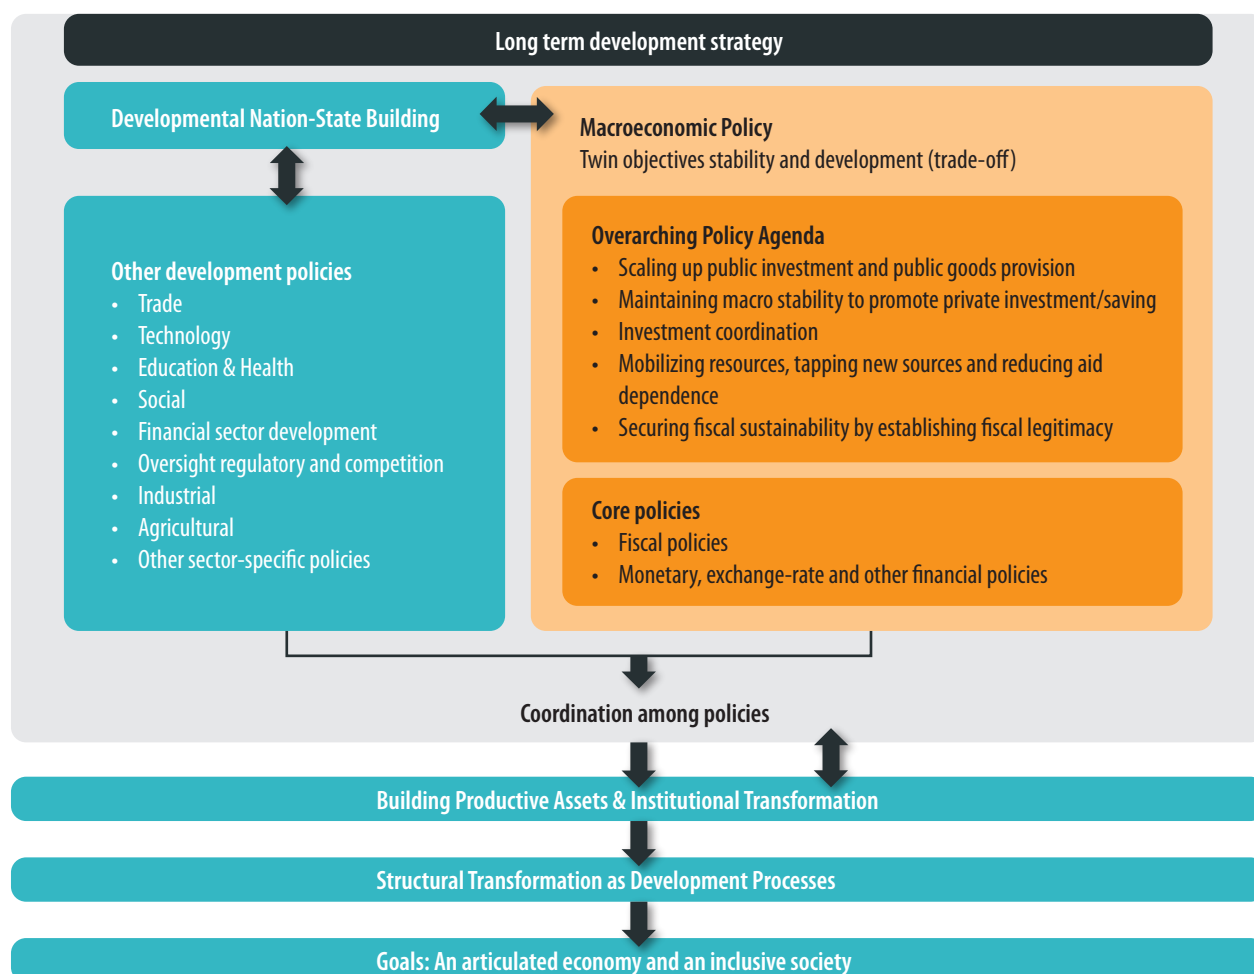 Long term development strategy
Developmental Nation-State Building
Other development policies
• Trade
• Technology
• Education & Health
• Social
• Financial sector development
• Oversight regulatory and competition
• Industrial
• Agricultural
• Other sector-specific policies
Macroeconomic Policy
Twin objectives stability and development (trade-off)
Overarching Policy Agenda
• Scaling up public investment and public goods provision
• Maintaining macro stability to promote private investment/saving
• Investment coordination
• Mobilizing resources, tapping new sources and reducing aid
dependence
• Securing fiscal sustainability by establishing fiscal legitimacy
Core policies
• Fiscal policies
• Monetary, exchange-rate and other financial policies
Coordination among policies
Building Productive Assets & Institutional Transformation
Structural Transformation as Development Processes
Goals: An articulated economy and an inclusive society